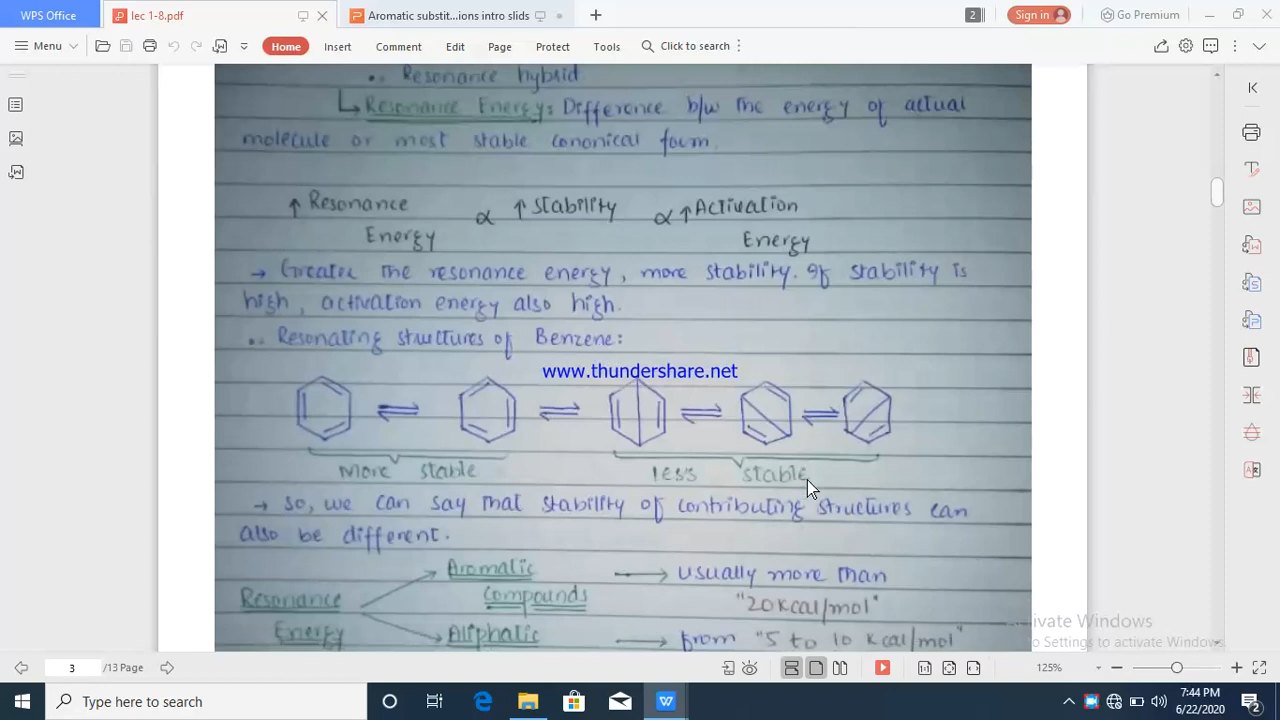 WPS Office
lec 1-8.pdf
Aromatic substit...ions intro slids
2
Sign in
Go Premium
Menu
Home
Insert
Comment
Edit
Page
Protect
Tools
Click to search
Resonance hybrid
Resonance Energy: Difference b/w the energy of actual
molecule or most stable canonical form.
↑ Resonance Energy α ↑ Stability α ↑ Activation Energy
→ Greater the resonance energy, more stability. If stability is
high, activation energy also high.
Resonating structures of Benzene:
www.thundershare.net
More stable
less stable
→ So, we can say that stability of contributing structures can
also be different.
Resonance Energy
Aromatic Compounds → usually more than "20 Kcal/mol"
Aliphatic → from "5 to 10 Kcal/mol"
Activate Windows
Go to Settings to activate Windows.
3
/13 Page
125%
Type here to search
7:44 PM
6/22/2020
2